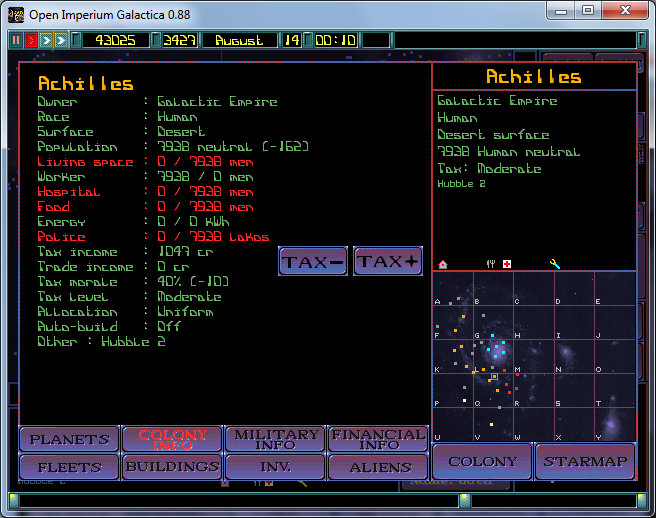 Open Imperium Galactica 0.88
43025 3427 August 14 00:10
Achilles
Owner : Galactic Empire
Race : Human
Surface : Desert
Population : 7938 neutral (-162)
Living space : 0 / 7938 men
Worker : 7938 / 0 men
Hospital : 0 / 7938 men
Food : 0 / 7938 men
Energy : 0 / 0 kWh
Police : 0 / 7938 lakos
Tax income : 1047 cr
Trade income : 0 cr
Tax morale : 40% (-10)
Tax level : Moderate
Allocation : Uniform
Auto-build : Off
Other : Hubble 2
TAX- TAX+
Achilles
Galactic Empire
Human
Desert surface
7938 Human neutral
Tax: Moderate
Hubble 2
A B C D E
F G H I J
K L M N O
P Q R S T
U V W X Y
PLANETS COLONY INFO MILITARY INFO FINANCIAL INFO
FLEETS BUILDINGS INV. ALIENS
COLONY STARMAP
Hubble 2